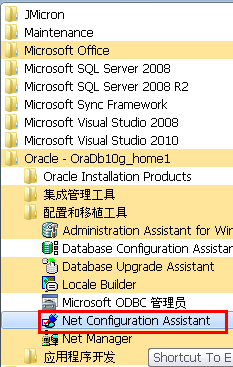 JMicron
Maintenance
Microsoft Office
Microsoft SQL Server 2008
Microsoft SQL Server 2008 R2
Microsoft Sync Framework
Microsoft Visual Studio 2008
Microsoft Visual Studio 2010
Oracle - OraDb10g_home1
Oracle Installation Products
集成管理工具
配置和移植工具
Administration Assistant for Win
Database Configuration Assistan
Database Upgrade Assistant
Locale Builder
Microsoft ODBC 管理员
Net Configuration Assistant
Net Manager
应用程序开发
Shortcut To E